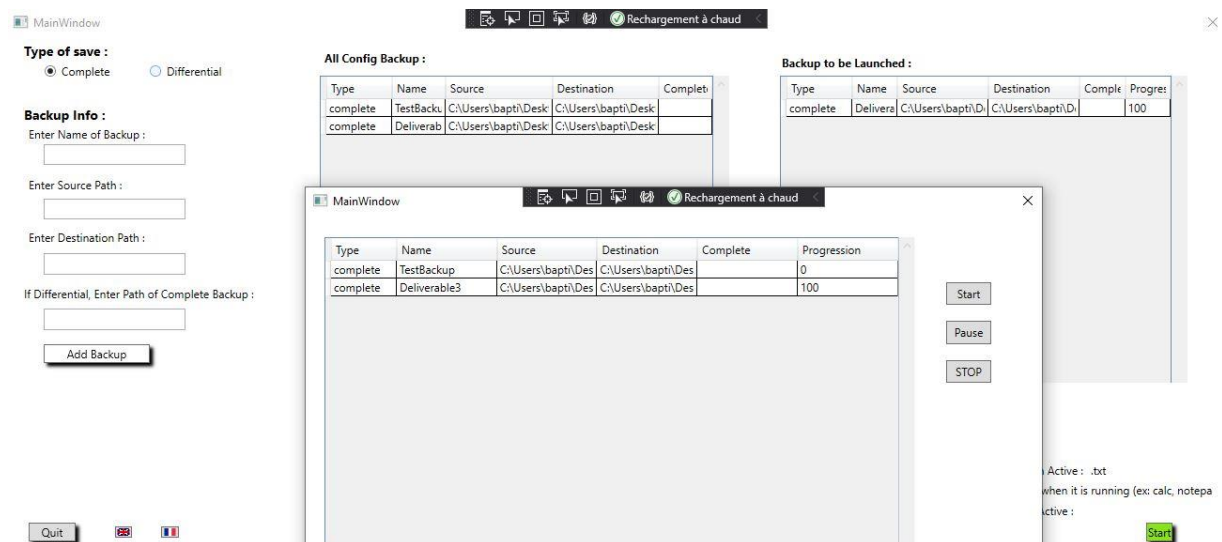 MainWindow
Rechargement à chaud
Type of save :
Complete Differential
Backup Info :
Enter Name of Backup :
Enter Source Path :
Enter Destination Path :
If Differential, Enter Path of Complete Backup :
Add Backup
Quit
All Config Backup :
Type Name Source Destination Complet
complete TestBacku C:\Users\bapti\Desk C:\Users\bapti\Desk
complete Deliverab C:\Users\bapti\Desk C:\Users\bapti\Desk
Backup to be Launched :
Type Name Source Destination Comple Progres
complete Delivera C:\Users\bapti\D C:\Users\bapti\D 100
MainWindow
Rechargement à chaud
Type Name Source Destination Complete Progression
complete TestBackup C:\Users\bapti\Des C:\Users\bapti\Des 0
complete Deliverable3 C:\Users\bapti\Des C:\Users\bapti\Des 100
Start
Pause
STOP
Active : .txt
when it is running (ex: calc, notepa
Active :
Start